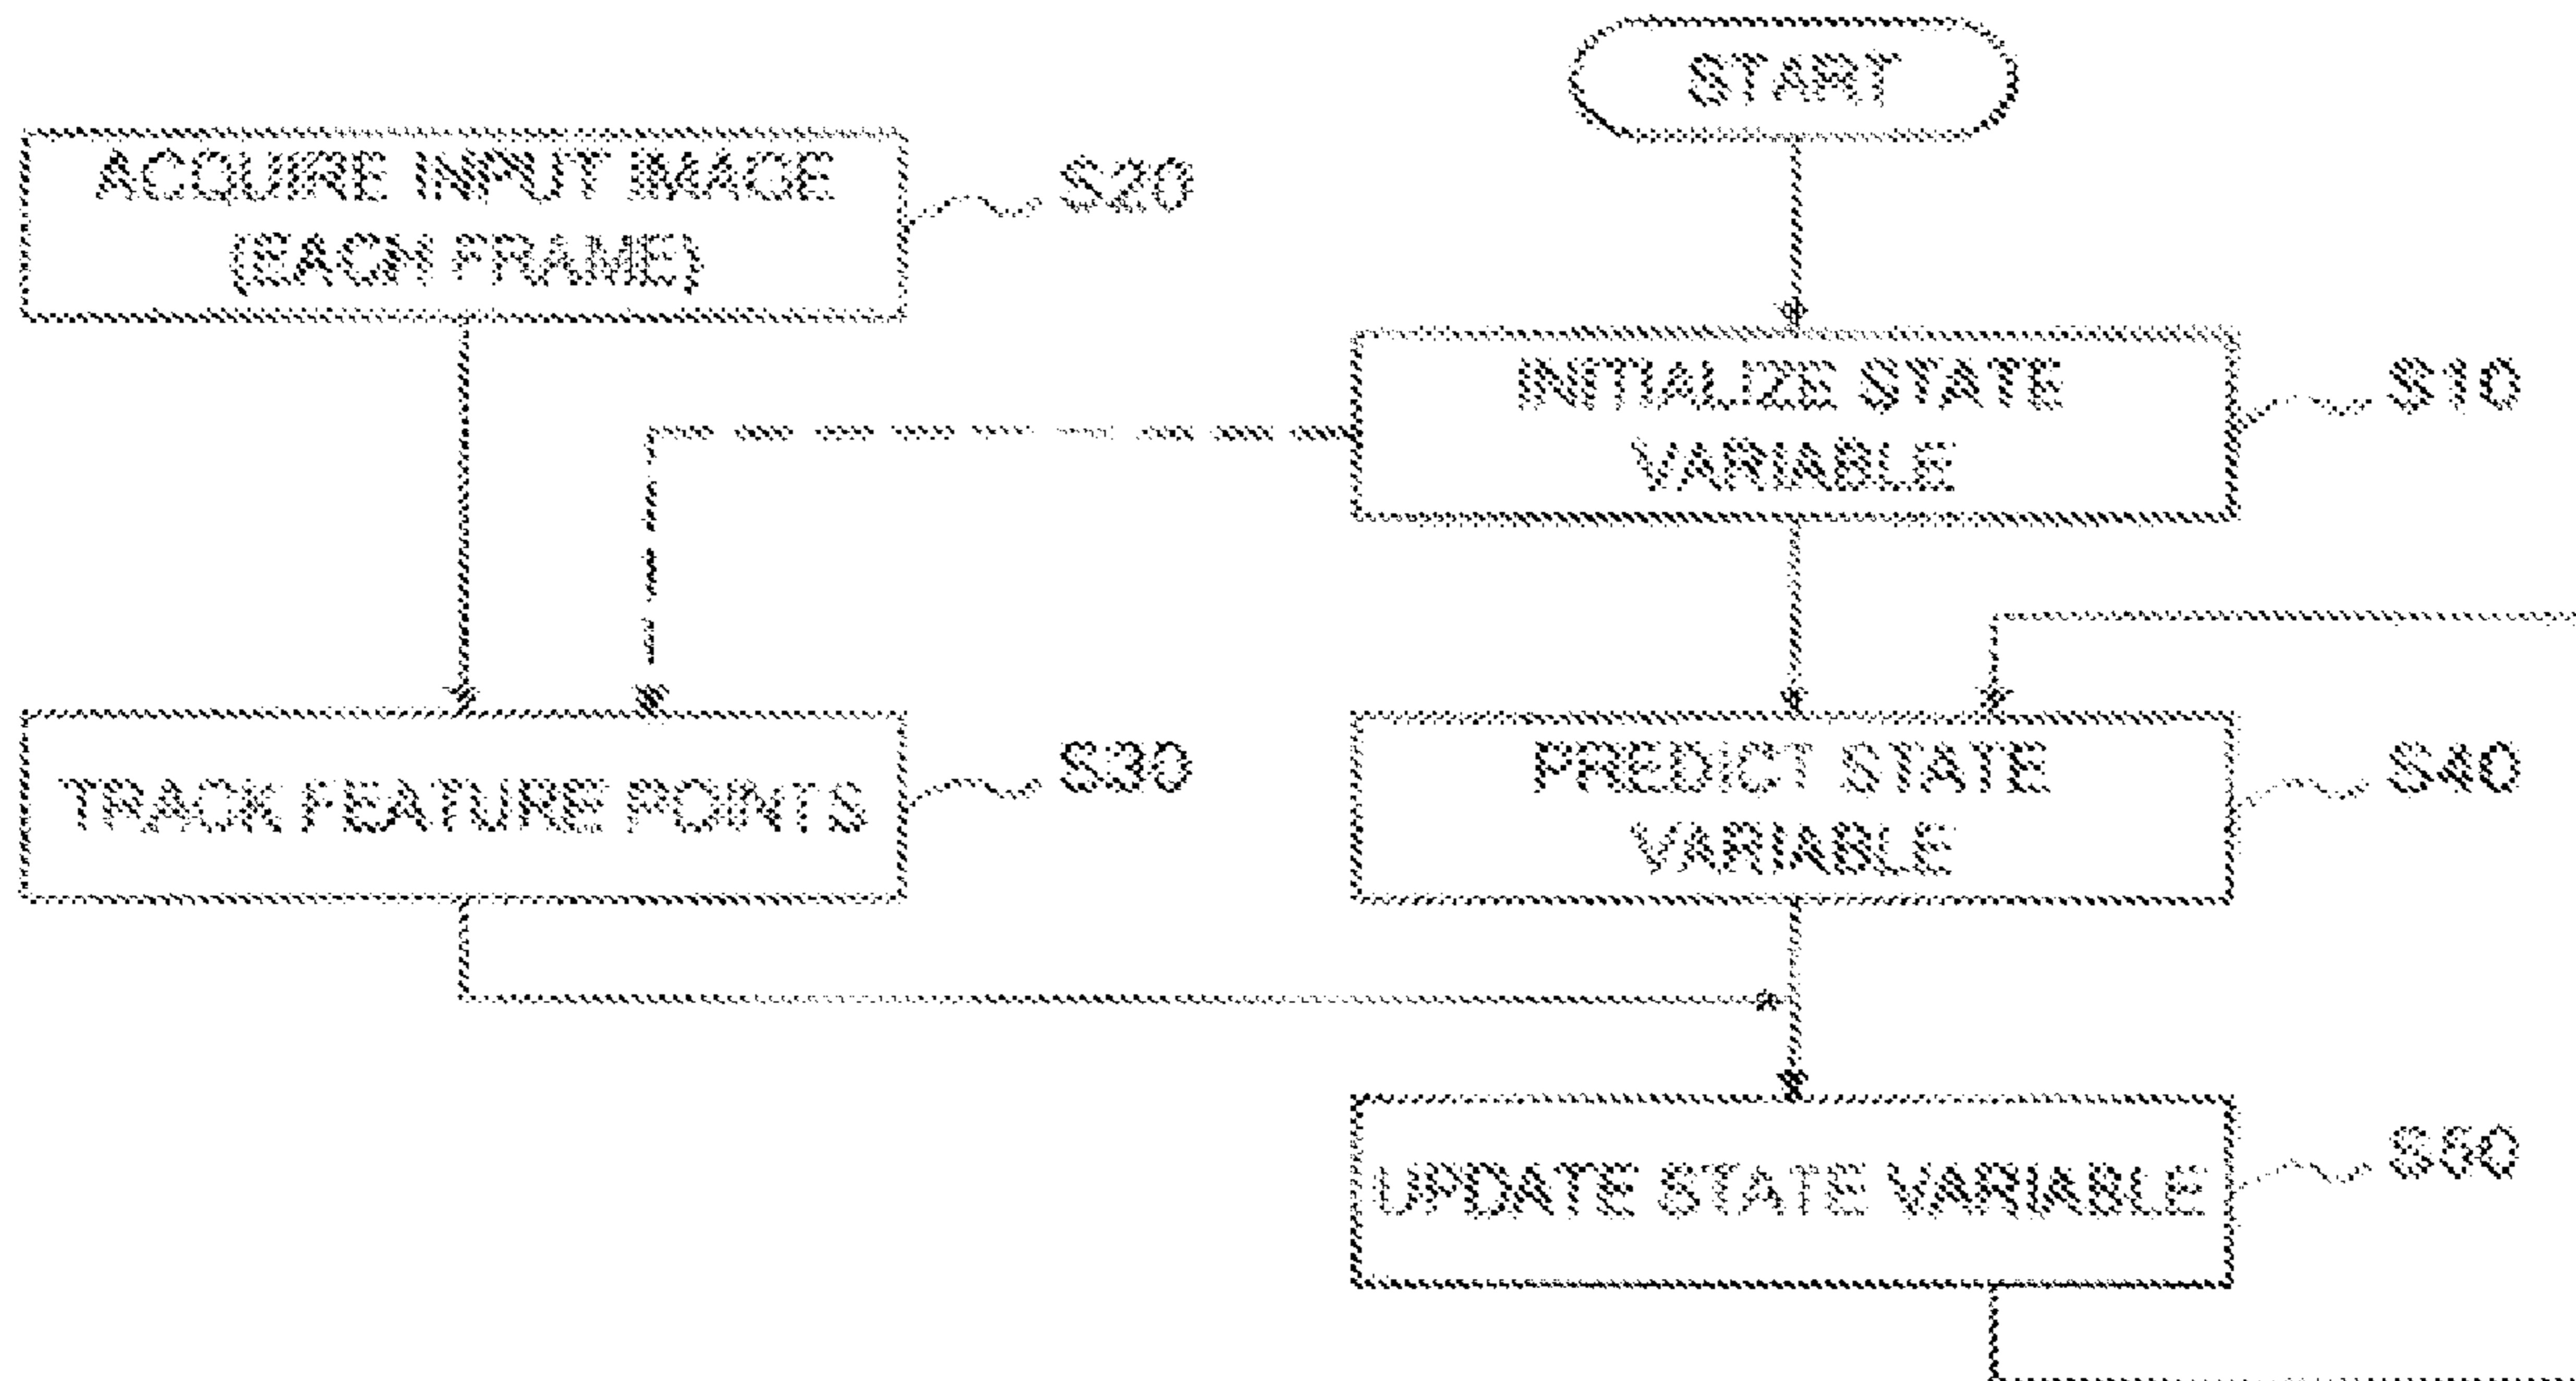 START
ACQUIRE INPUT IMAGE
(EACH FRAME)
S20
INITIALIZE STATE
VARIABLE
S10
TRACK FEATURE POINTS
S30
PREDICT STATE
VARIABLE
S40
UPDATE STATE VARIABLE
S50